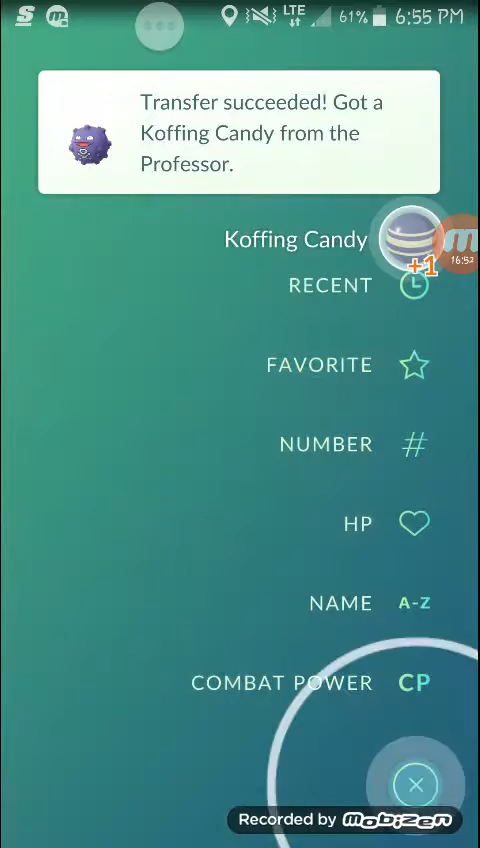 LTE
61%
6:55 PM
Transfer succeeded! Got a
Koffing Candy from the
Professor.
Koffing Candy
+1
16:52
RECENT
FAVORITE
NUMBER
#
HP
NAME
A-Z
COMBAT POWER
CP
Recorded by Mobizen